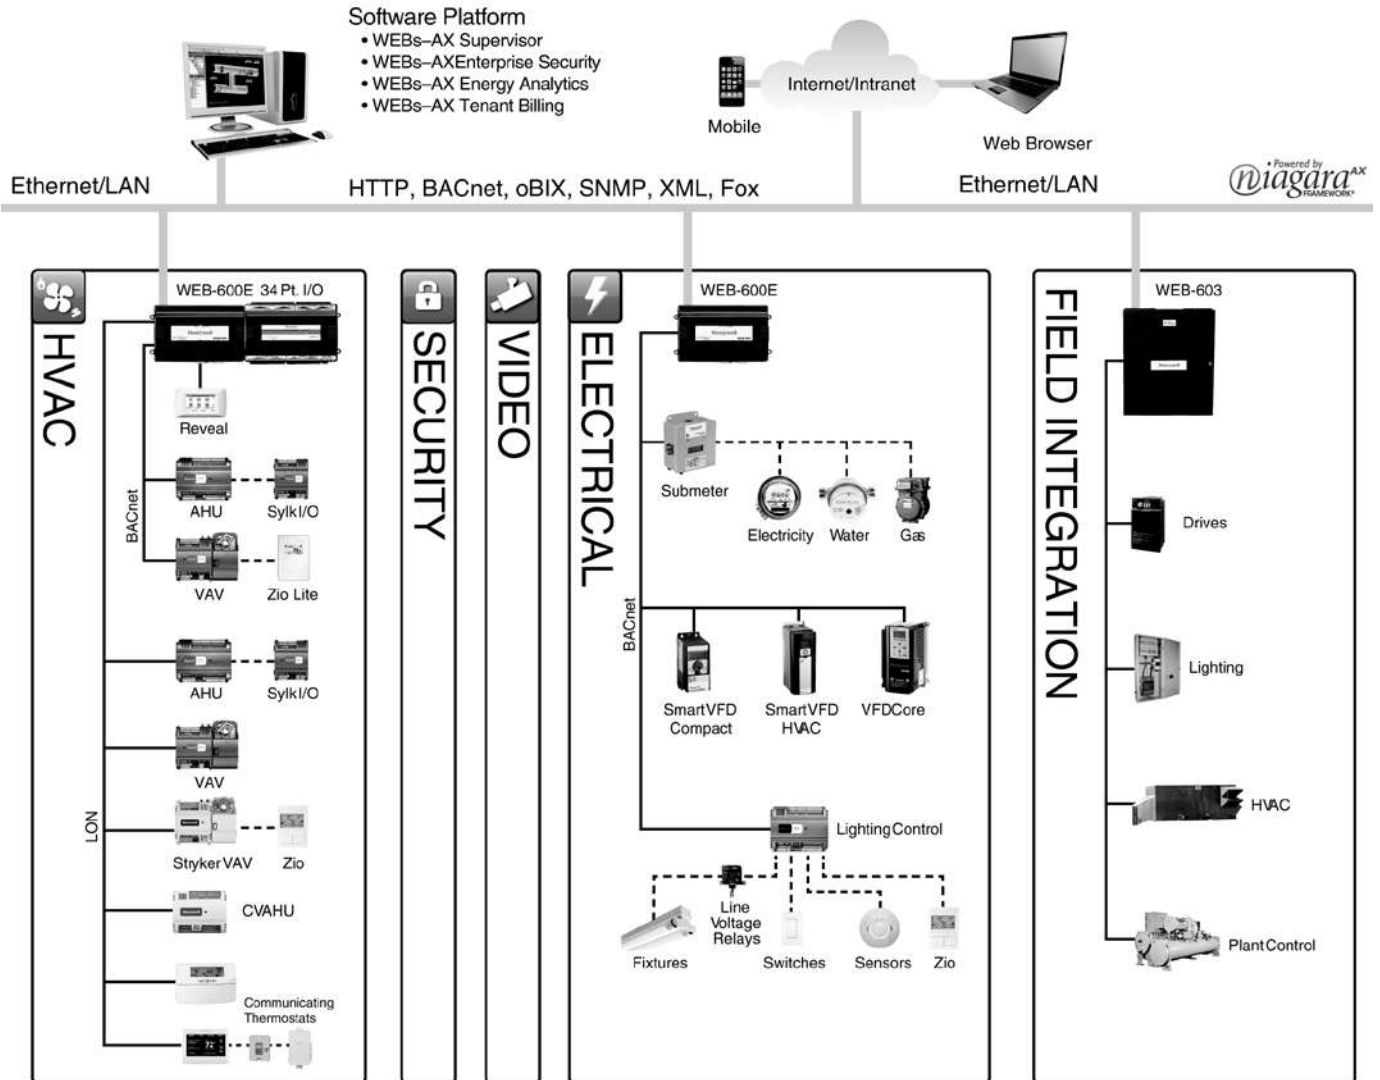 Software Platform
• WEBs–AX Supervisor
• WEBs–AXEnterprise Security
• WEBs–AX Energy Analytics
• WEBs–AX Tenant Billing
Internet/Intranet
Mobile
Web Browser
Ethernet/LAN
HTTP, BACnet, oBIX, SNMP, XML, Fox
Ethernet/LAN
• Powered by
niagara AX
FRAMEWORK®
HVAC
WEB-600E 34 Pt. I/O
Reveal
BACnet
AHU
Sylk I/O
VAV
Zio Lite
AHU
Sylk I/O
VAV
LON
Stryker VAV
Zio
CVAHU
Communicating
Thermostats
SECURITY
VIDEO
ELECTRICAL
WEB-600E
Honeywell
Submeter
Electricity
Water
Gas
BACnet
SmartVFD
Compact
SmartVFD
HVAC
VFDCore
Lighting Control
Line
Voltage
Relays
Fixtures
Switches
Sensors
Zio
FIELD INTEGRATION
WEB-603
Drives
Lighting
HVAC
Plant Control